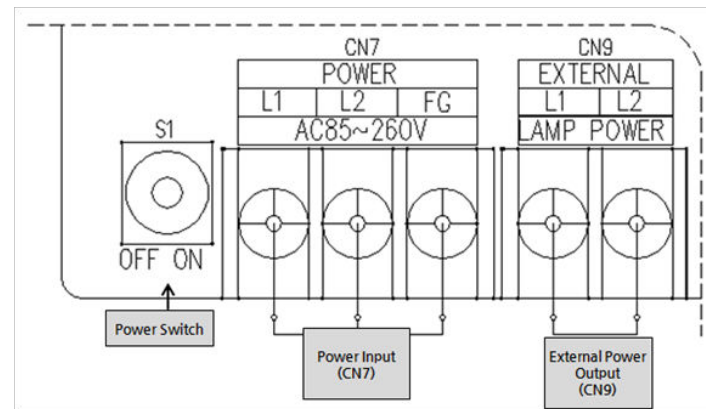 CN7
POWER
L1 L2 FG
AC85~260V
CN9
EXTERNAL
L1 L2
LAMP POWER
S1
OFF ON
Power Switch
Power Input
(CN7)
External Power
Output
(CN9)